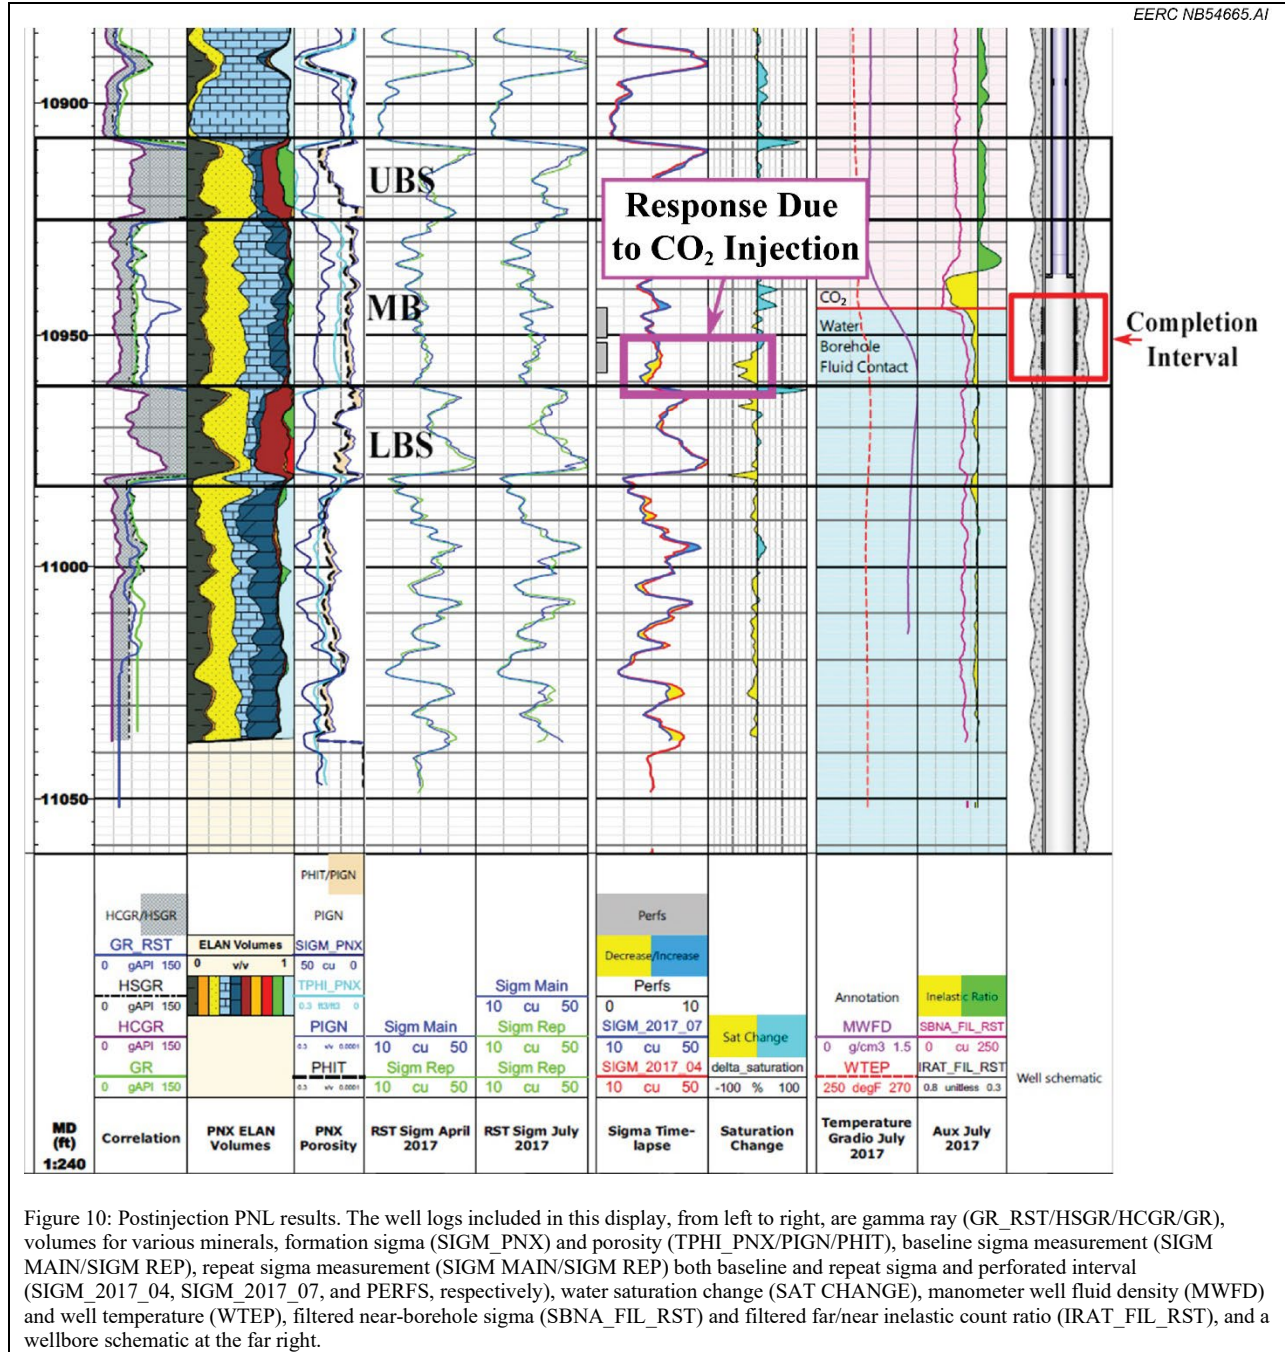 EERC NB54665.AI
10900
UBS
Response Due
to CO₂ Injection
MB
CO₂
10950
Water
Borehole
Fluid Contact
Completion
Interval
LBS
11000
11050
PHIT/PIGN
HCGR/HSGR
PIGN
Perfs
GR_RST
0 gAPI 150
ELAN Volumes
0 v/v 1
SIGM_PNX
50 cu 0
Decrease/Increase
HSGR
0 gAPI 150
TPHI_PNX
0.3 ft3/ft3 0
Sigm Main
10 cu 50
Perfs
0 10
Annotation
Inelastic Ratio
HCGR
0 gAPI 150
PIGN
0.3 v/v 0.0001
Sigm Main
10 cu 50
Sigm Rep
10 cu 50
SIGM_2017_07
10 cu 50
Sat Change
MWFD
0 g/cm3 1.5
SBNA_FIL_RST
0 cu 250
GR
0 gAPI 150
PHIT
0.3 v/v 0.0001
Sigm Rep
10 cu 50
Sigm Rep
10 cu 50
SIGM_2017_04
10 cu 50
delta_saturation
-100 % 100
WTEP
250 degF 270
IRAT_FIL_RST
0.8 unitless 0.3
Well schematic
MD
(ft)
1:240
Correlation
PNX ELAN
Volumes
PNX
Porosity
RST Sigm April
2017
RST Sigm July
2017
Sigma Time-
lapse
Saturation
Change
Temperature
Gradio July
2017
Aux July
2017
Figure 10: Postinjection PNL results. The well logs included in this display, from left to right, are gamma ray (GR_RST/HSGR/HCGR/GR),
volumes for various minerals, formation sigma (SIGM_PNX) and porosity (TPHI_PNX/PIGN/PHIT), baseline sigma measurement (SIGM
MAIN/SIGM REP), repeat sigma measurement (SIGM MAIN/SIGM REP) both baseline and repeat sigma and perforated interval
(SIGM_2017_04, SIGM_2017_07, and PERFS, respectively), water saturation change (SAT CHANGE), manometer well fluid density (MWFD)
and well temperature (WTEP), filtered near-borehole sigma (SBNA_FIL_RST) and filtered far/near inelastic count ratio (IRAT_FIL_RST), and a
wellbore schematic at the far right.